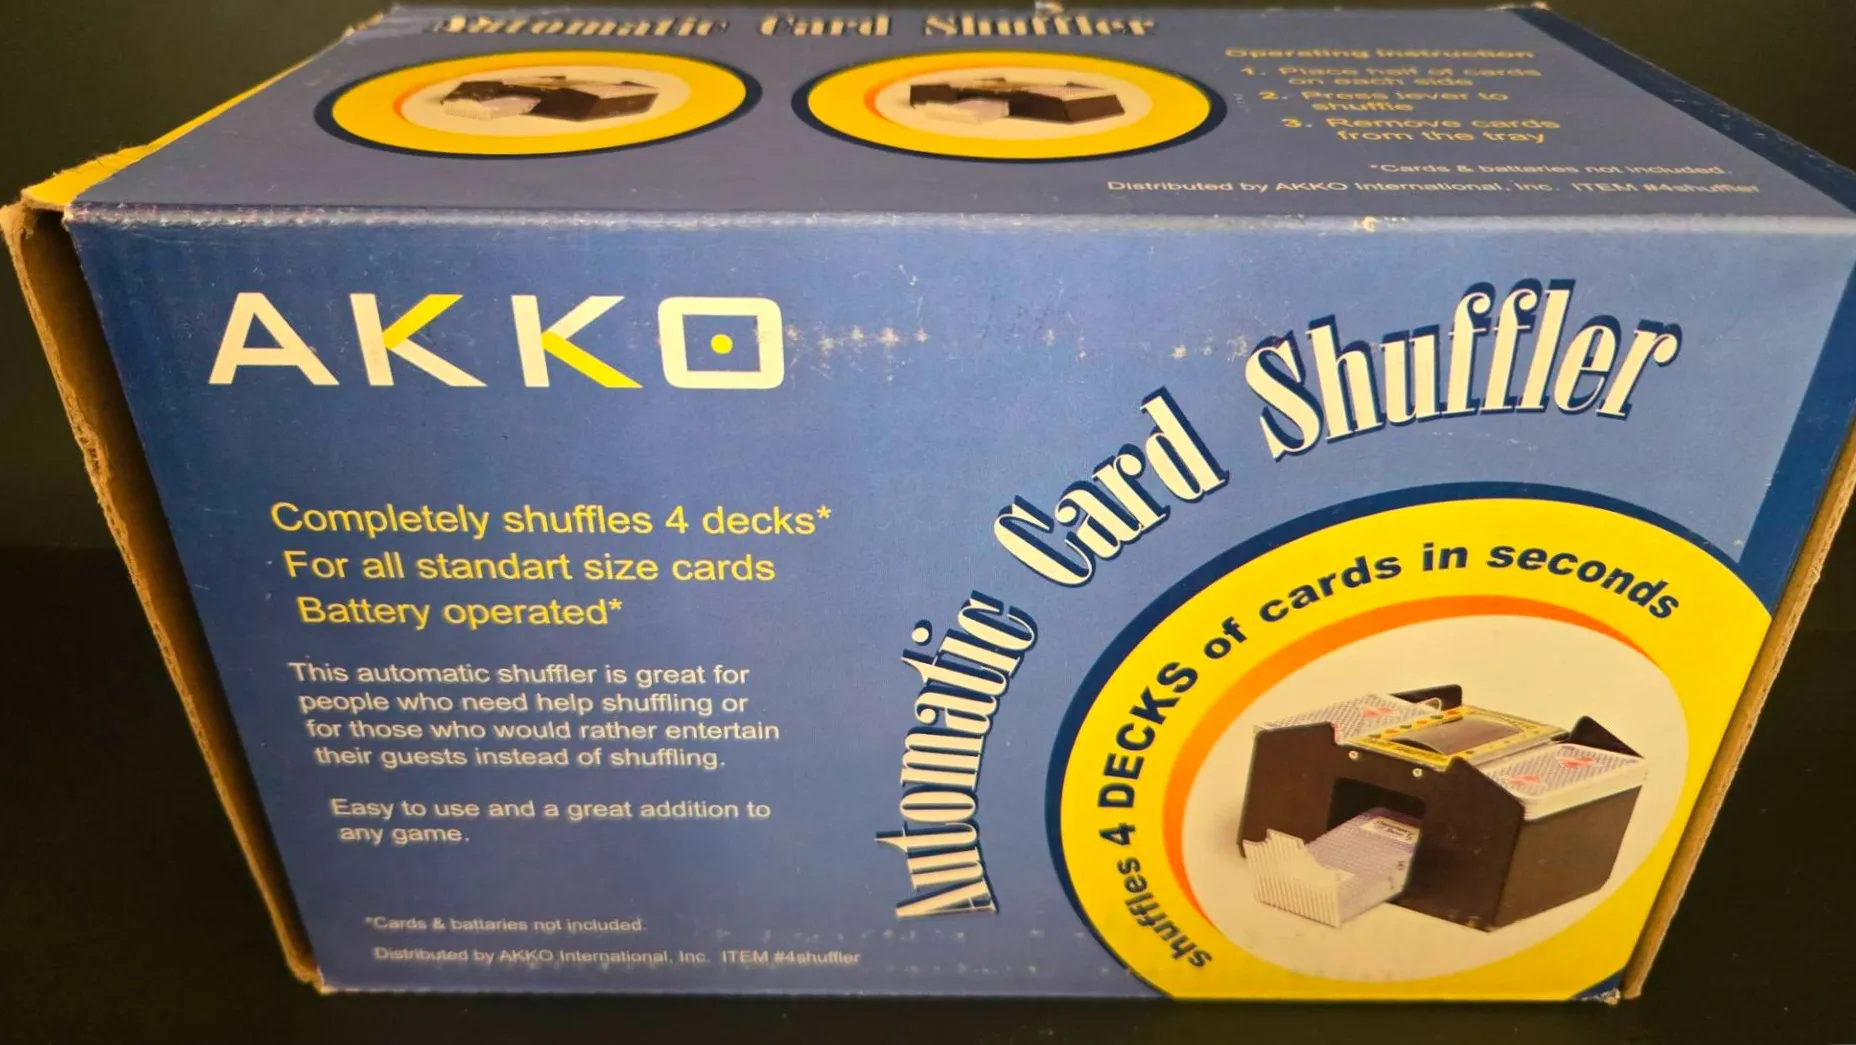 Automatic Card Shuffler
Operating Instruction
1. Place half of cards
on each side
2. Press lever to
shuffle
3. Remove cards
from the tray
*Cards & battaries not included.
Distributed by AKKO International, Inc. ITEM #4shuffler
AKKO
Automatic Card Shuffler
Completely shuffles 4 decks*
For all standart size cards
Battery operated*
This automatic shuffler is great for
people who need help shuffling or
for those who would rather entertain
their guests instead of shuffling.
Easy to use and a great addition to
any game.
*Cards & battaries not included.
Distributed by AKKO International, Inc. ITEM #4shuffler
shuffles 4 DECKS of cards in seconds